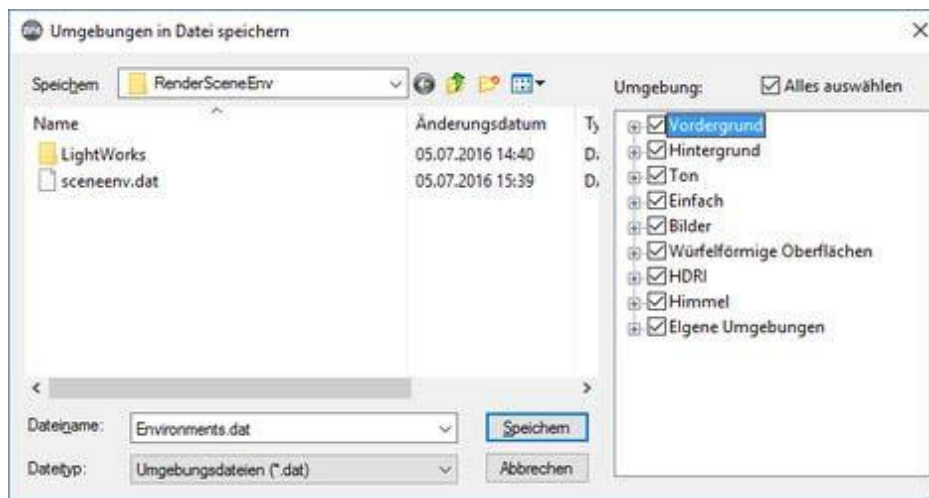 Umgebungen in Datei speichern
Speichern RenderSceneEnv
Umgebung: Alles auswählen
Name Änderungsdatum Ty
LightWorks 05.07.2016 14:40 D.
sceneenv.dat 05.07.2016 15:39 D.
Vordergrund
Hintergrund
Ton
Einfach
Bilder
Würfelförmige Oberflächen
HDRI
Himmel
EIgene Umgebungen
Dateiname: Environments.dat Speichern
Dateityp: Umgebungsdateien (*.dat) Abbrechen